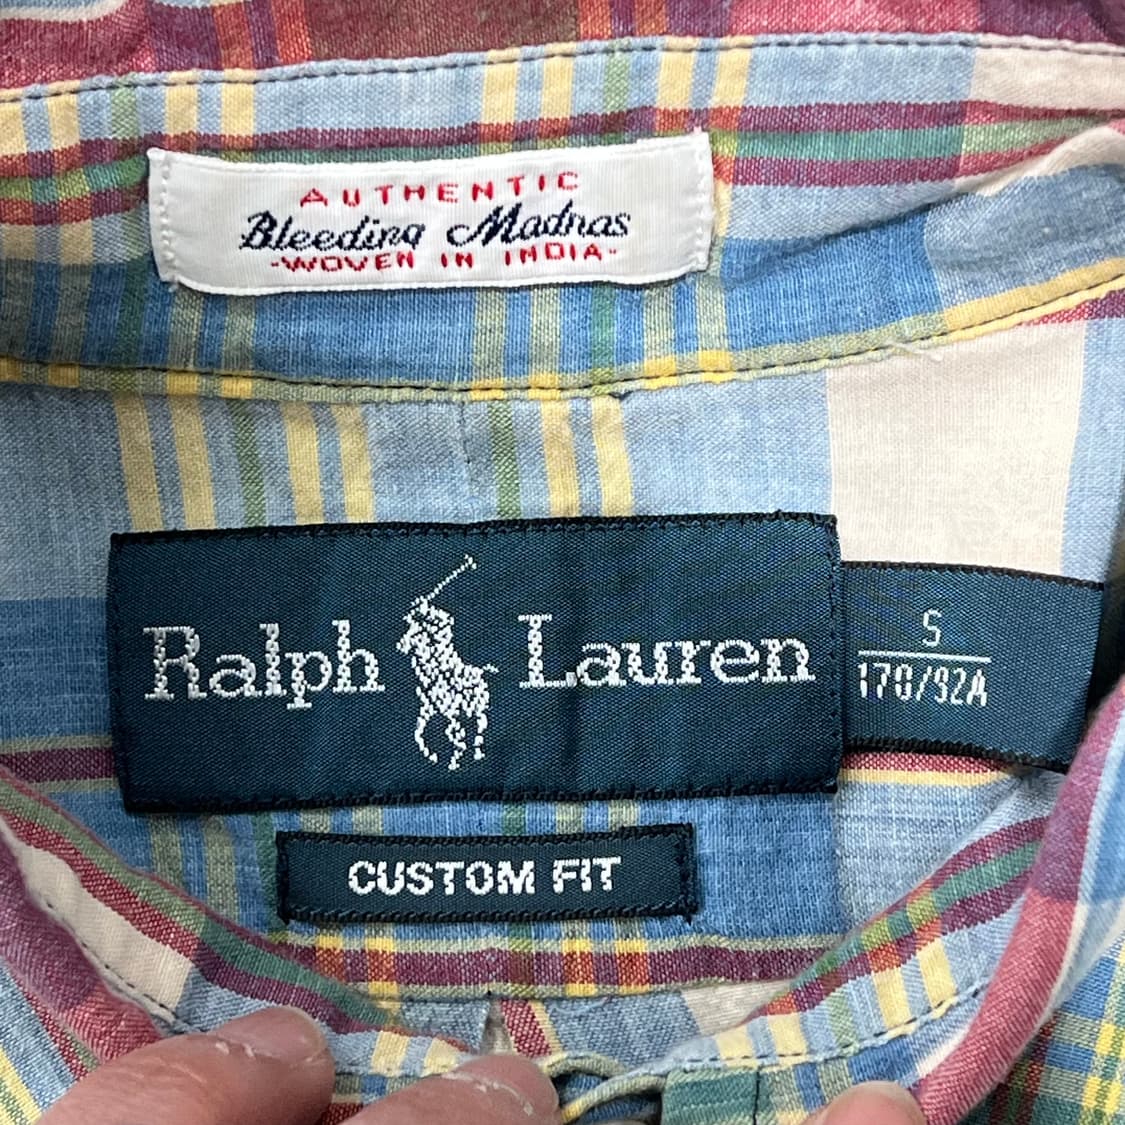 AUTHENTIC
Bleeding Madras
-WOVEN IN INDIA-
Ralph Lauren
S
170/92A
CUSTOM FIT